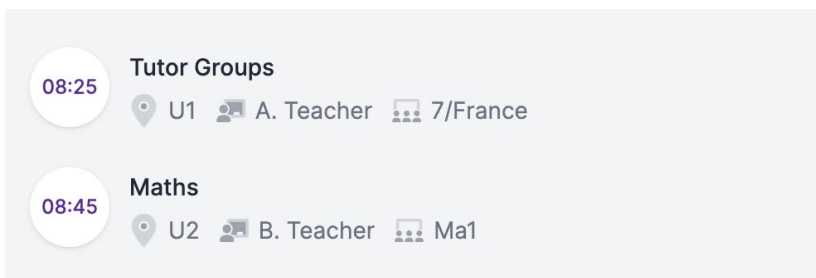 08:25
Tutor Groups
U1 A. Teacher 7/France
08:45
Maths
U2 B. Teacher Ma1